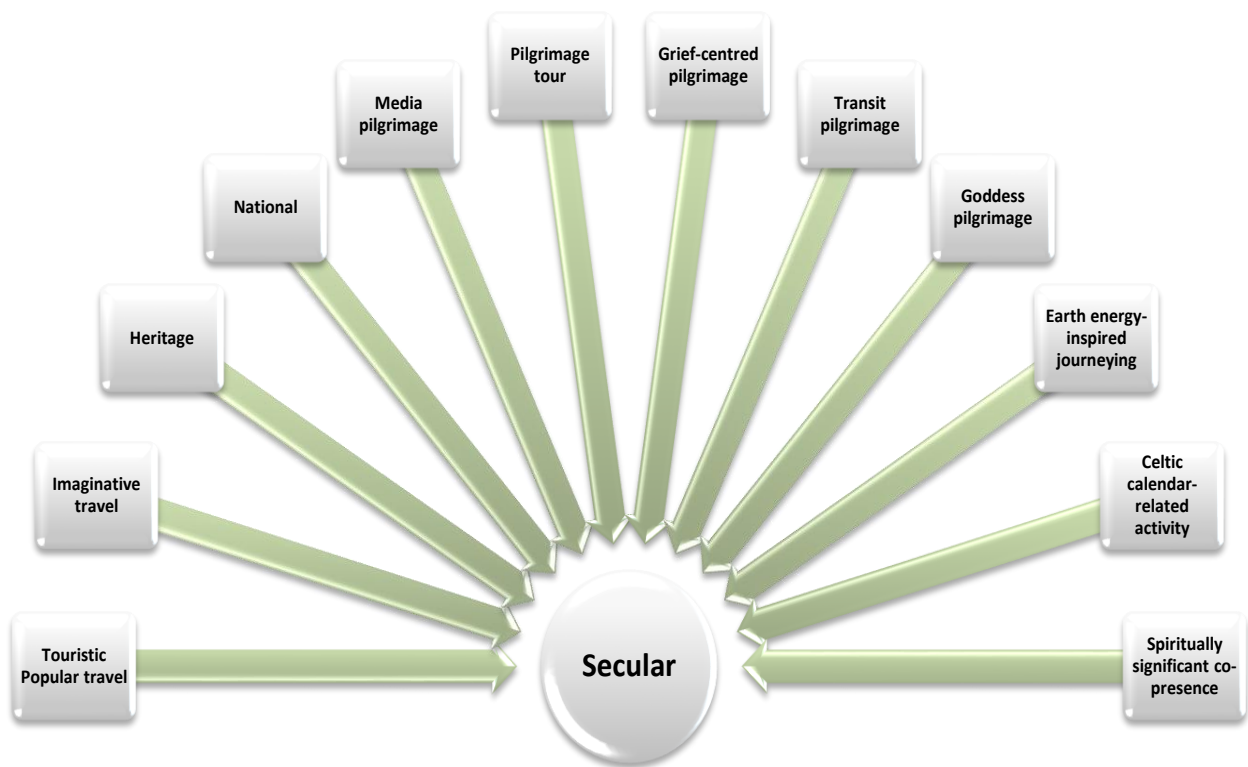 Touristic
Popular travel
Imaginative
travel
Heritage
National
Media
pilgrimage
Pilgrimage
tour
Grief-centred
pilgrimage
Transit
pilgrimage
Goddess
pilgrimage
Earth energy-
inspired
journeying
Celtic
calendar-
related
activity
Spiritually
significant co-
presence
Secular